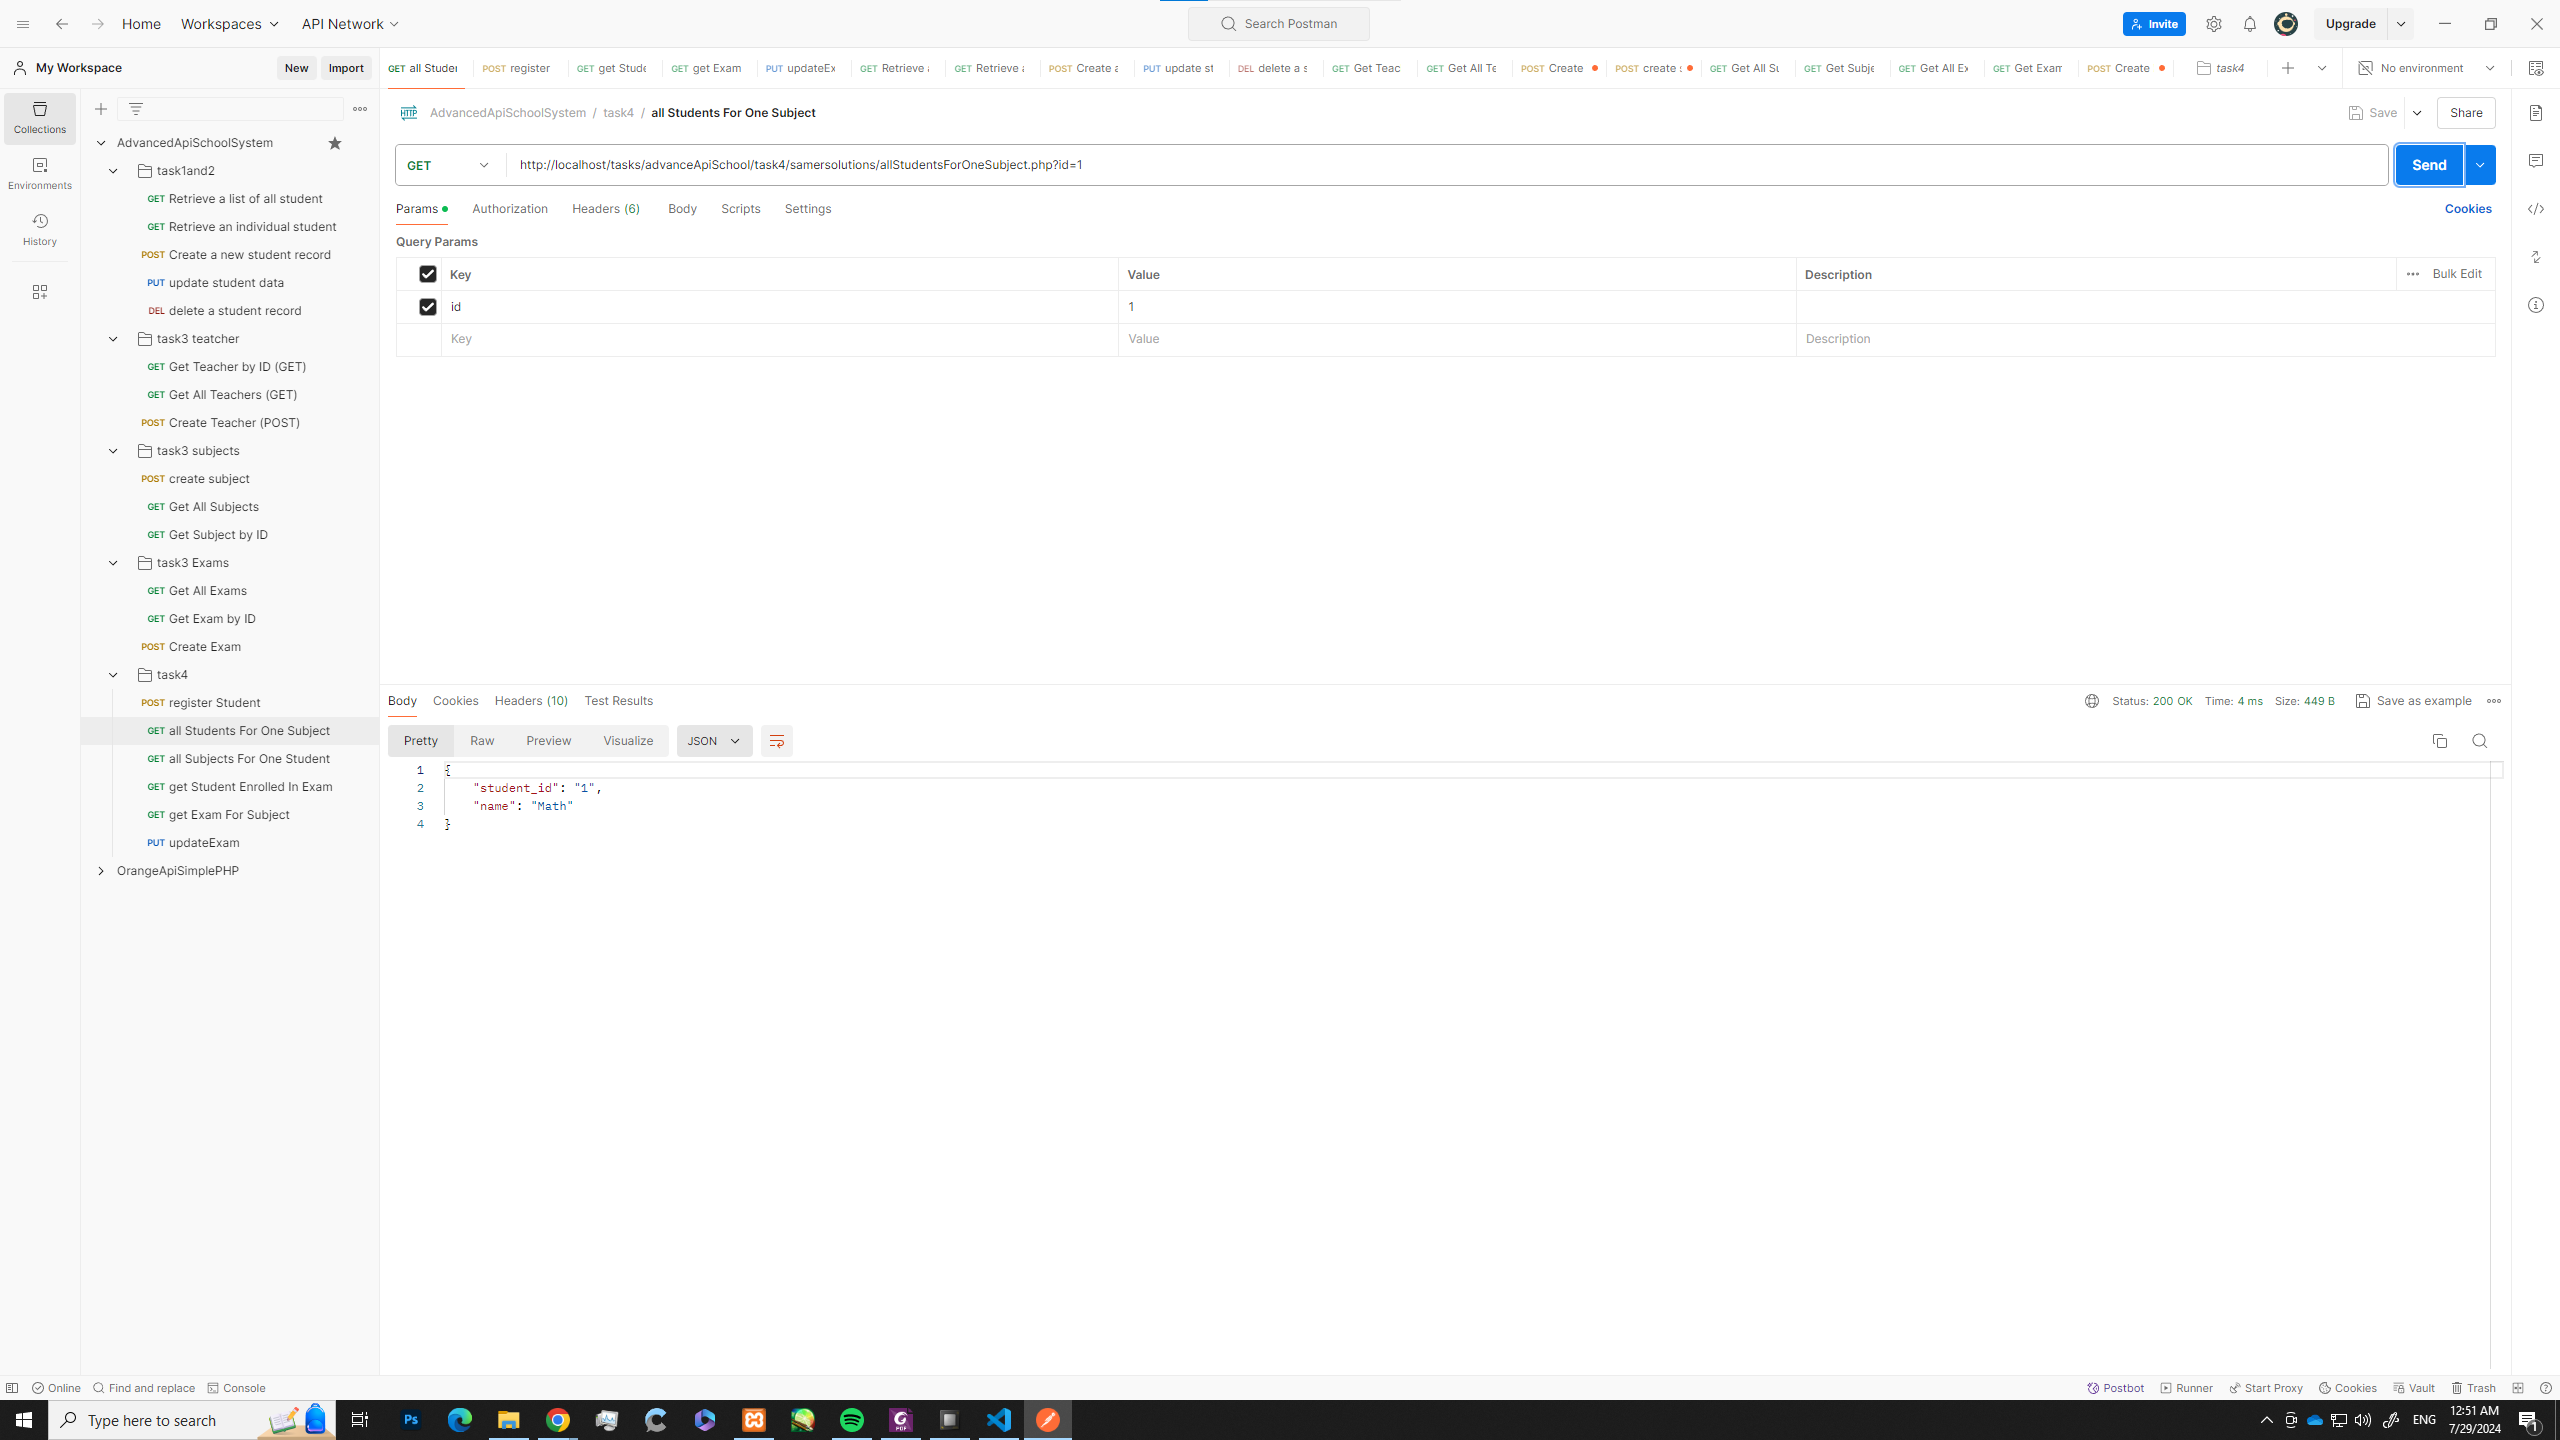 Home Workspaces API Network Search Postman Invite Upgrade
My Workspace New Import GET all Studer POST register GET get Stude GET get Exam PUT updateEx GET Retrieve a GET Retrieve a POST Create a PUT update st DEL delete a s GET Get Teac GET Get All Te POST Create POST create s GET Get All Su GET Get Subje GET Get All Ex GET Get Exam POST Create task4 No environment
Collections
Environments
History
AdvancedApiSchoolSystem
task1and2
GET Retrieve a list of all student
GET Retrieve an individual student
POST Create a new student record
PUT update student data
DEL delete a student record
task3 teatcher
GET Get Teacher by ID (GET)
GET Get All Teachers (GET)
POST Create Teacher (POST)
task3 subjects
POST create subject
GET Get All Subjects
GET Get Subject by ID
task3 Exams
GET Get All Exams
GET Get Exam by ID
POST Create Exam
task4
POST register Student
GET all Students For One Subject
GET all Subjects For One Student
GET get Student Enrolled In Exam
GET get Exam For Subject
PUT updateExam
OrangeApiSimplePHP
HTTP AdvancedApiSchoolSystem / task4 / all Students For One Subject Save Share
GET http://localhost/tasks/advanceApiSchool/task4/samersolutions/allStudentsForOneSubject.php?id=1 Send
Params Authorization Headers (6) Body Scripts Settings Cookies
Query Params
Key Value Description Bulk Edit
id 1
Key Value Description
Body Cookies Headers (10) Test Results Status: 200 OK Time: 4 ms Size: 449 B Save as example
Pretty Raw Preview Visualize JSON
1 {
2 "student_id": "1",
3 "name": "Math"
4 }
Online Find and replace Console Postbot Runner Start Proxy Cookies Vault Trash
Type here to search Ps PDF ENG 12:51 AM
7/29/2024 1